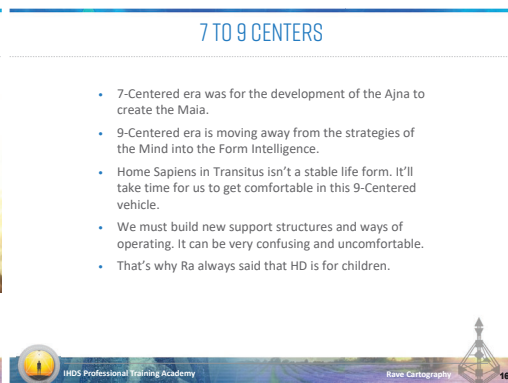 7 TO 9 CENTERS
• 7-Centered era was for the development of the Ajna to
create the Maia.
• 9-Centered era is moving away from the strategies of
the Mind into the Form Intelligence.
• Home Sapiens in Transitus isn't a stable life form. It'll
take time for us to get comfortable in this 9-Centered
vehicle.
• We must build new support structures and ways of
operating. It can be very confusing and uncomfortable.
• That's why Ra always said that HD is for children.
IHDS Professional Training Academy
Rave Cartography
16